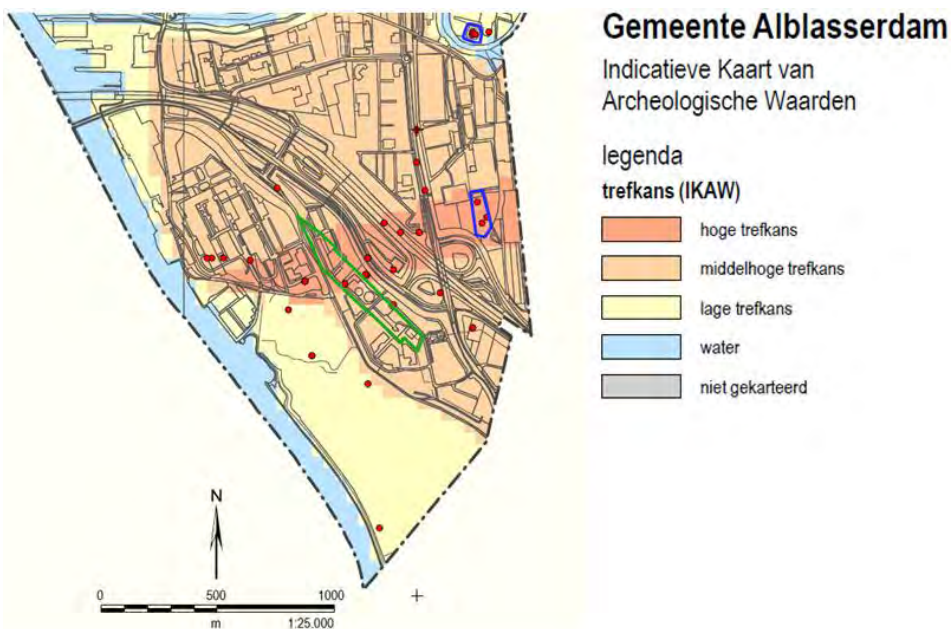 Gemeente Alblasserdam
Indicatieve Kaart van
Archeologische Waarden
legenda
trefkans (IKAW)
hoge trefkans
middelhoge trefkans
lage trefkans
water
niet gekarteerd
N
0 500 1000
m 1:25.000